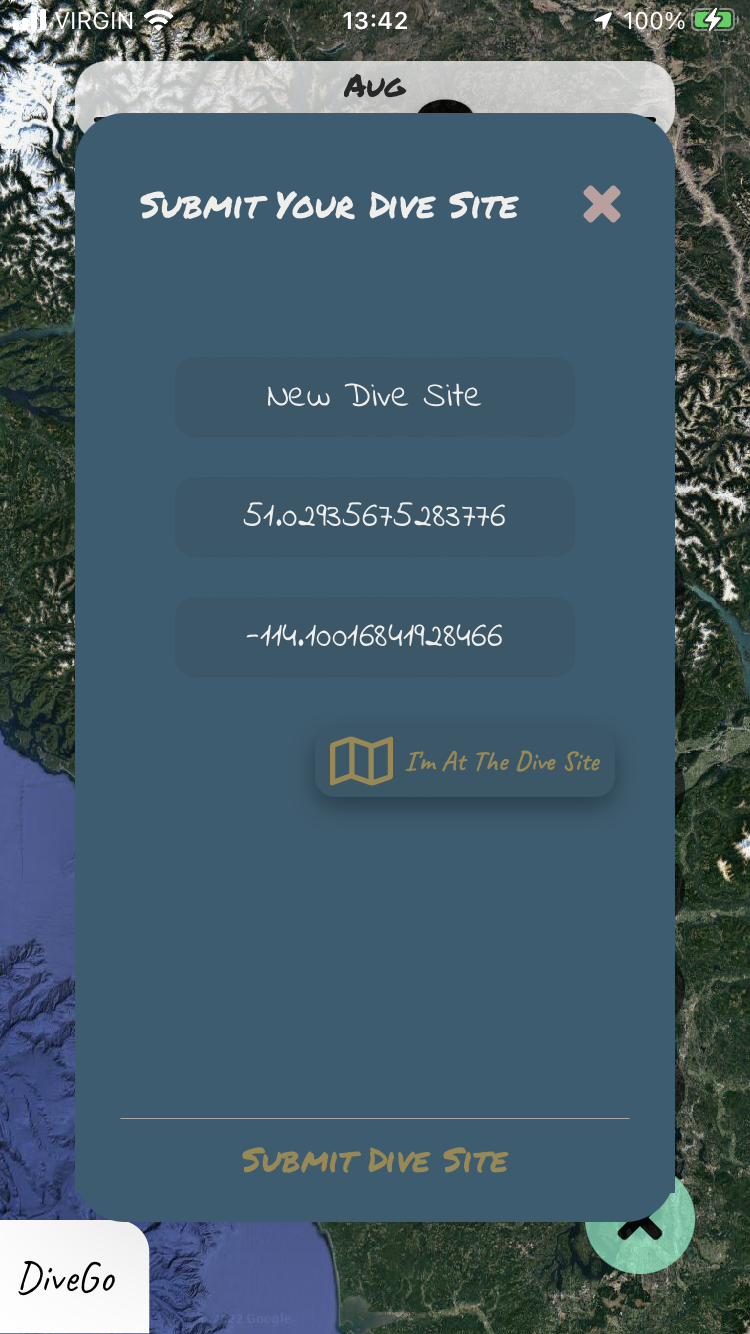 VIRGIN 13:42 100%
Aug
Submit Your Dive Site
New Dive Site
51.02935675283776
-114.10016841928466
I'm At The Dive Site
Submit Dive Site
DiveGo